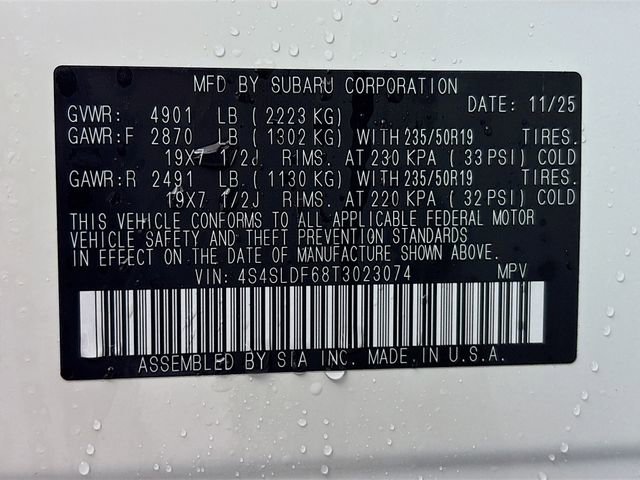 MFD BY SUBARU CORPORATION
DATE: 11/25
GVWR: 4901 LB ( 2223 KG)
GAWR:F 2870 LB ( 1302 KG) WITH 235/50R19 TIRES.
19X7 1/2J RIMS. AT 230 KPA ( 33 PSI) COLD
GAWR:R 2491 LB. ( 1130 KG) WITH 235/50R19 TIRES.
19X7 1/2J RIMS. AT 220 KPA ( 32 PSI) COLD
THIS VEHICLE CONFORMS TO ALL APPLICABLE FEDERAL MOTOR
VEHICLE SAFETY AND THEFT PREVENTION STANDARDS
IN EFFECT ON THE DATE OF MANUFACTURE SHOWN ABOVE.
VIN: 4S4SLDF68T3023074 MPV
ASSEMBLED BY SIA INC. MADE IN U.S.A.